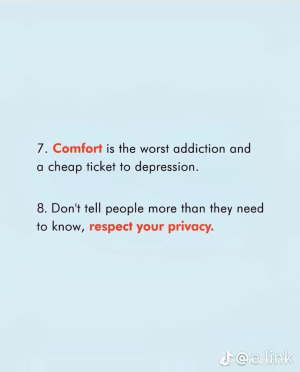 7. Comfort is the worst addiction and
a cheap ticket to depression.
8. Don't tell people more than they need
to know, respect your privacy.
@a.link